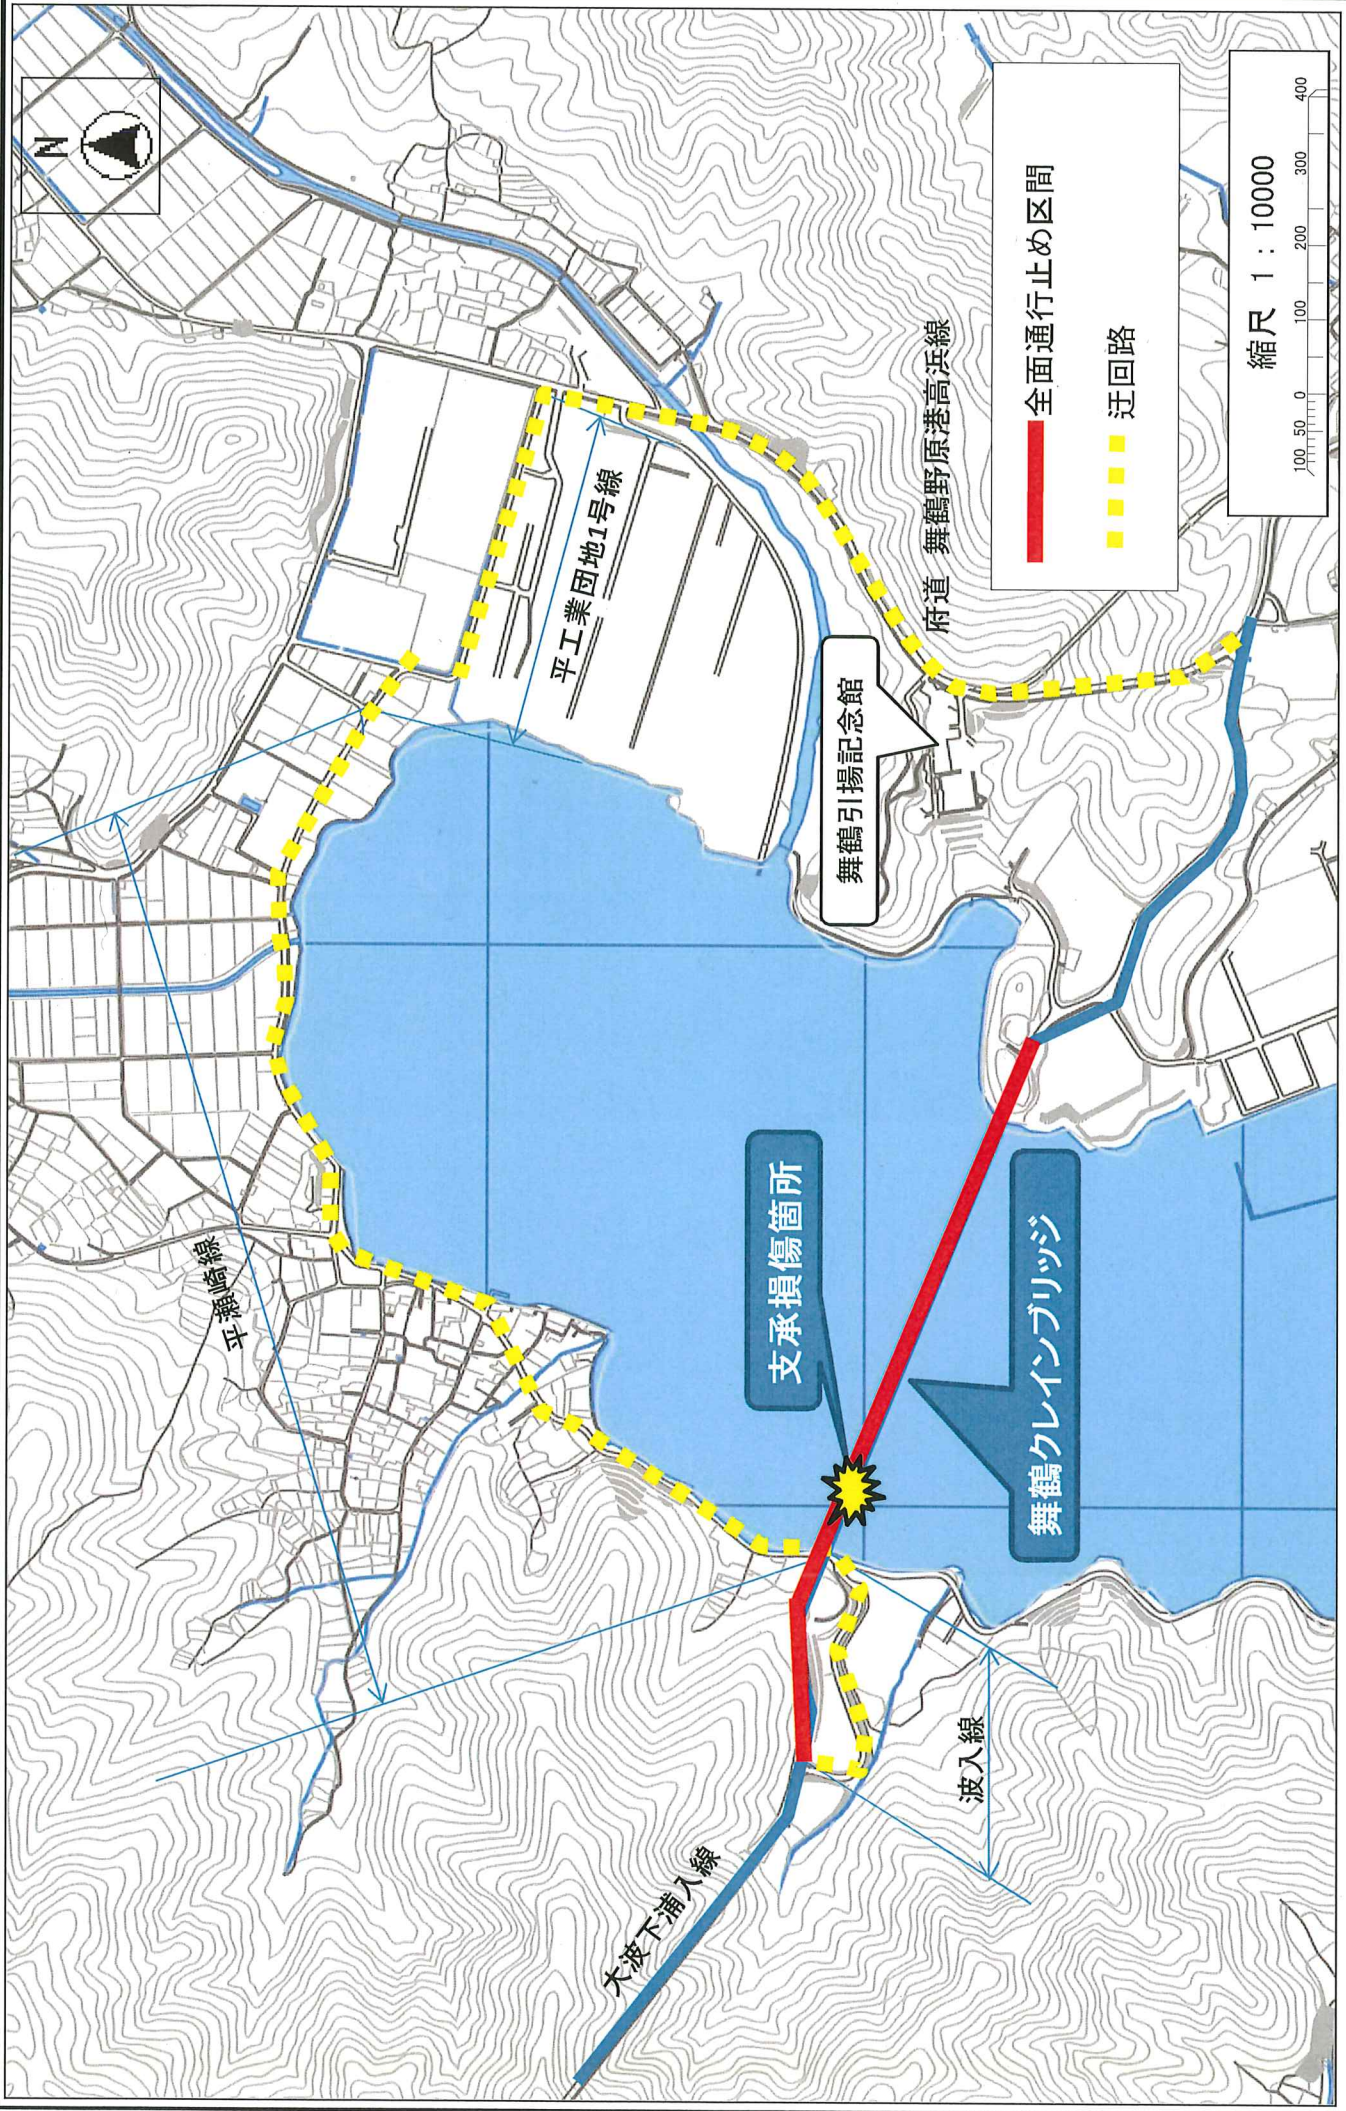 N
平瀬崎線
平工業団地1号線
大波下浦入線
支承損傷箇所
舞鶴引揚記念館
府道 舞鶴野原港高浜線
波入線
舞鶴クレインブリッジ
全面通行止め区間
迂回路
縮尺 1 : 10000
100 50 0 100 200 300 400